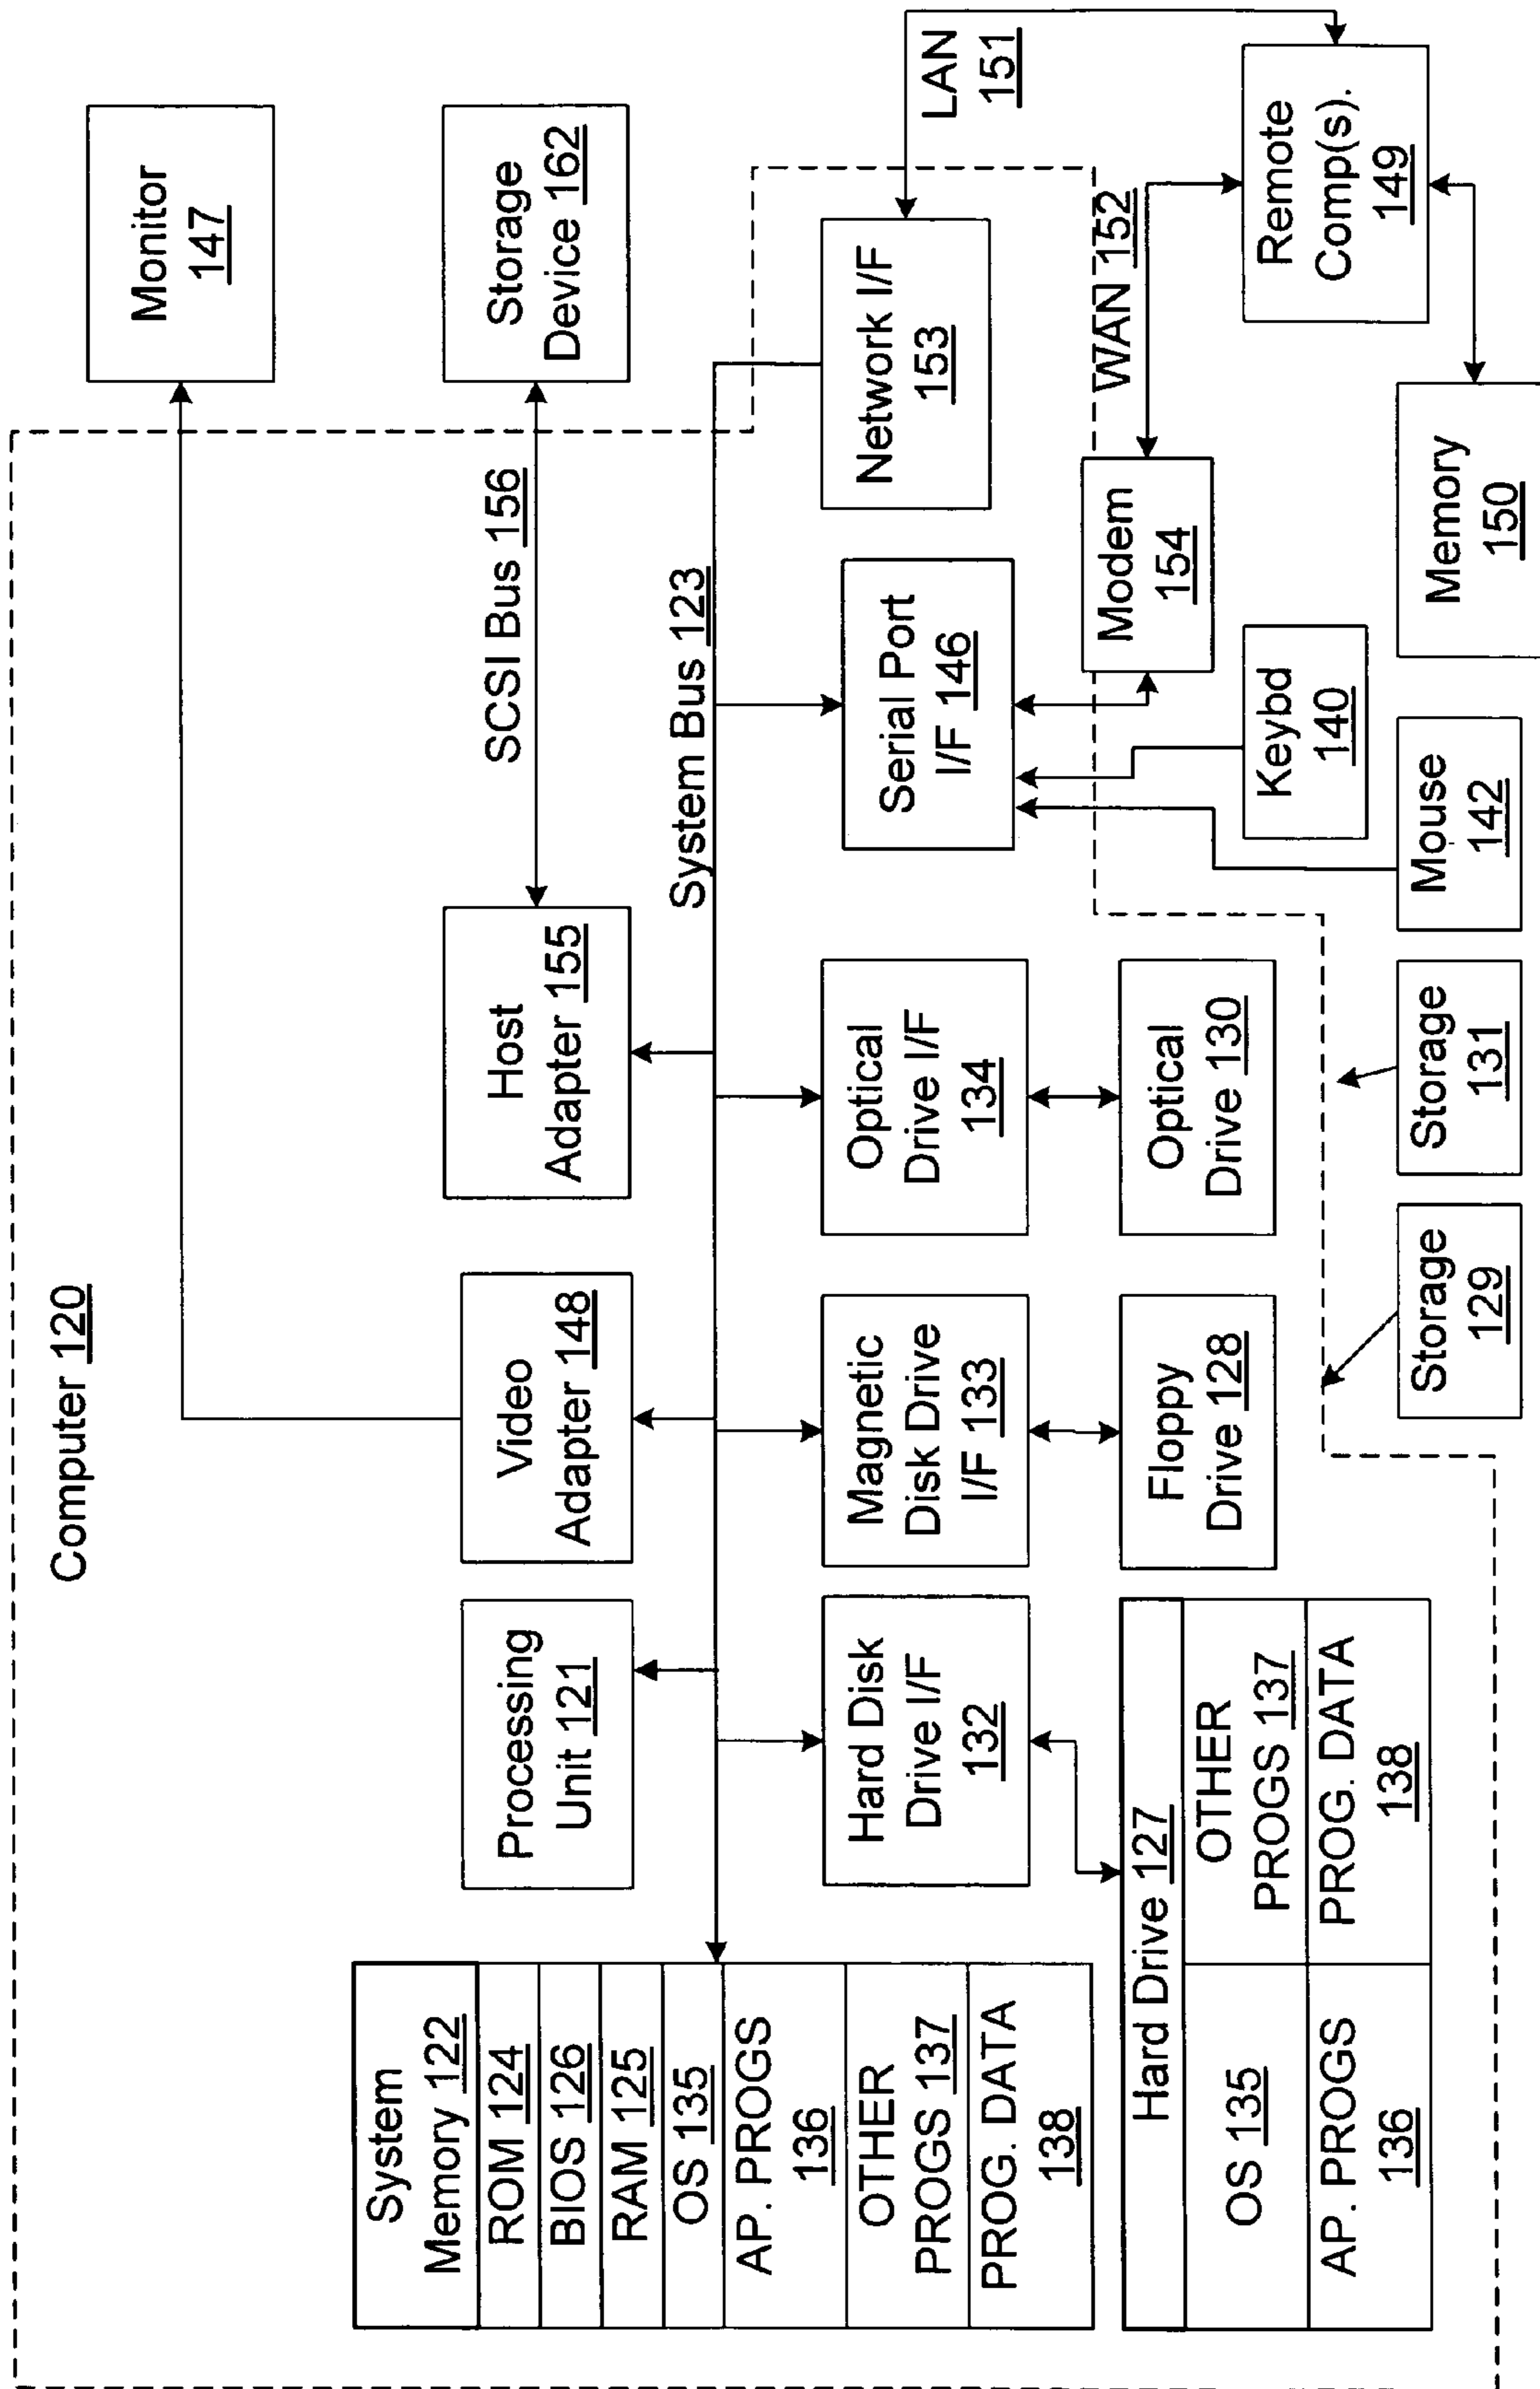 Computer 120
Monitor
147
System
Memory 122
ROM 124
BIOS 126
RAM 125
OS 135
AP. PROGS
136
OTHER
PROGS 137
PROG. DATA
138
Processing
Unit 121
Video
Adapter 148
Host
Adapter 155
SCSI Bus 156
Storage
Device 162
System Bus 123
Hard Disk
Drive I/F
132
Magnetic
Disk Drive
I/F 133
Optical
Drive I/F
134
Serial Port
I/F 146
Network I/F
153
LAN
151
Hard Drive 127
OS 135
OTHER
PROGS 137
AP. PROGS
136
PROG. DATA
138
Floppy
Drive 128
Optical
Drive 130
Modem
154
WAN 152
Keybd
140
Remote
Comp(s).
149
Storage
129
Storage
131
Mouse
142
Memory
150